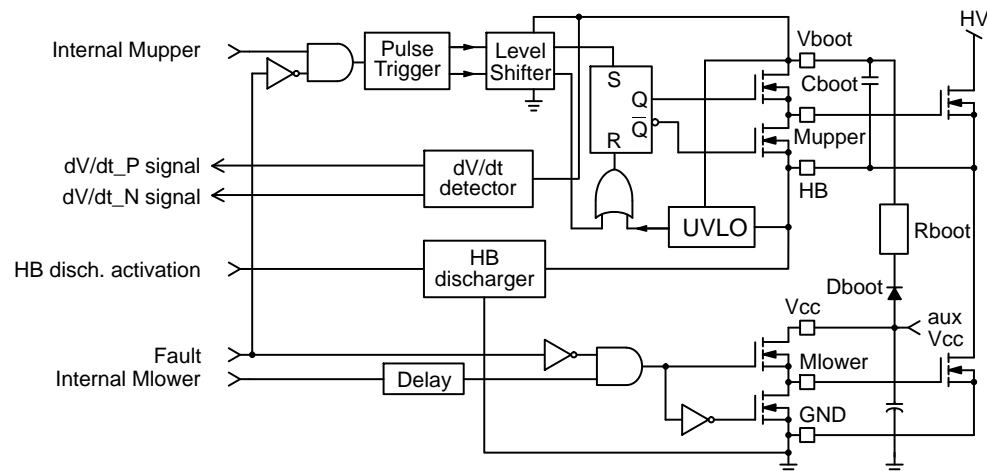 HV
Internal Mupper
Pulse
Trigger
Level
Shifter
Vboot
Cboot
S
Q
Q
R
Mupper
dV/dt_P signal
dV/dt_N signal
dV/dt
detector
HB
UVLO
Rboot
HB disch. activation
HB
discharger
Dboot
Vcc
aux
Vcc
Fault
Internal Mlower
Delay
Mlower
GND